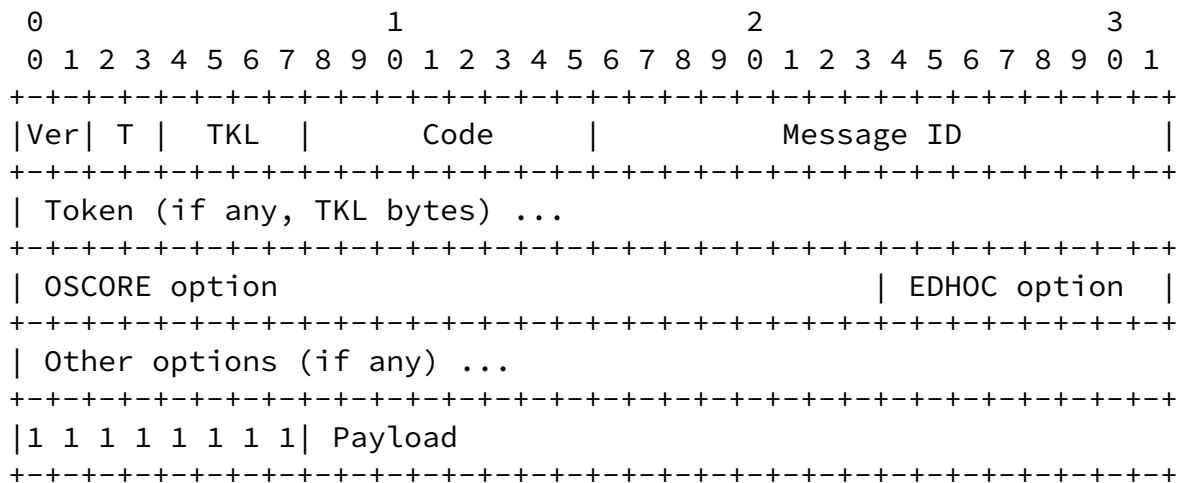 0                   1                   2                   3
 0 1 2 3 4 5 6 7 8 9 0 1 2 3 4 5 6 7 8 9 0 1 2 3 4 5 6 7 8 9 0 1
+-+-+-+-+-+-+-+-+-+-+-+-+-+-+-+-+-+-+-+-+-+-+-+-+-+-+-+-+-+-+-+-+
|Ver| T |  TKL  |      Code     |          Message ID           |
+-+-+-+-+-+-+-+-+-+-+-+-+-+-+-+-+-+-+-+-+-+-+-+-+-+-+-+-+-+-+-+-+
| Token (if any, TKL bytes) ...
+-+-+-+-+-+-+-+-+-+-+-+-+-+-+-+-+-+-+-+-+-+-+-+-+-+-+-+-+-+-+-+-+
| OSCORE option                                 | EDHOC option  |
+-+-+-+-+-+-+-+-+-+-+-+-+-+-+-+-+-+-+-+-+-+-+-+-+-+-+-+-+-+-+-+-+
| Other options (if any) ...
+-+-+-+-+-+-+-+-+-+-+-+-+-+-+-+-+-+-+-+-+-+-+-+-+-+-+-+-+-+-+-+-+
|1 1 1 1 1 1 1 1| Payload
+-+-+-+-+-+-+-+-+-+-+-+-+-+-+-+-+-+-+-+-+-+-+-+-+-+-+-+-+-+-+-+-+